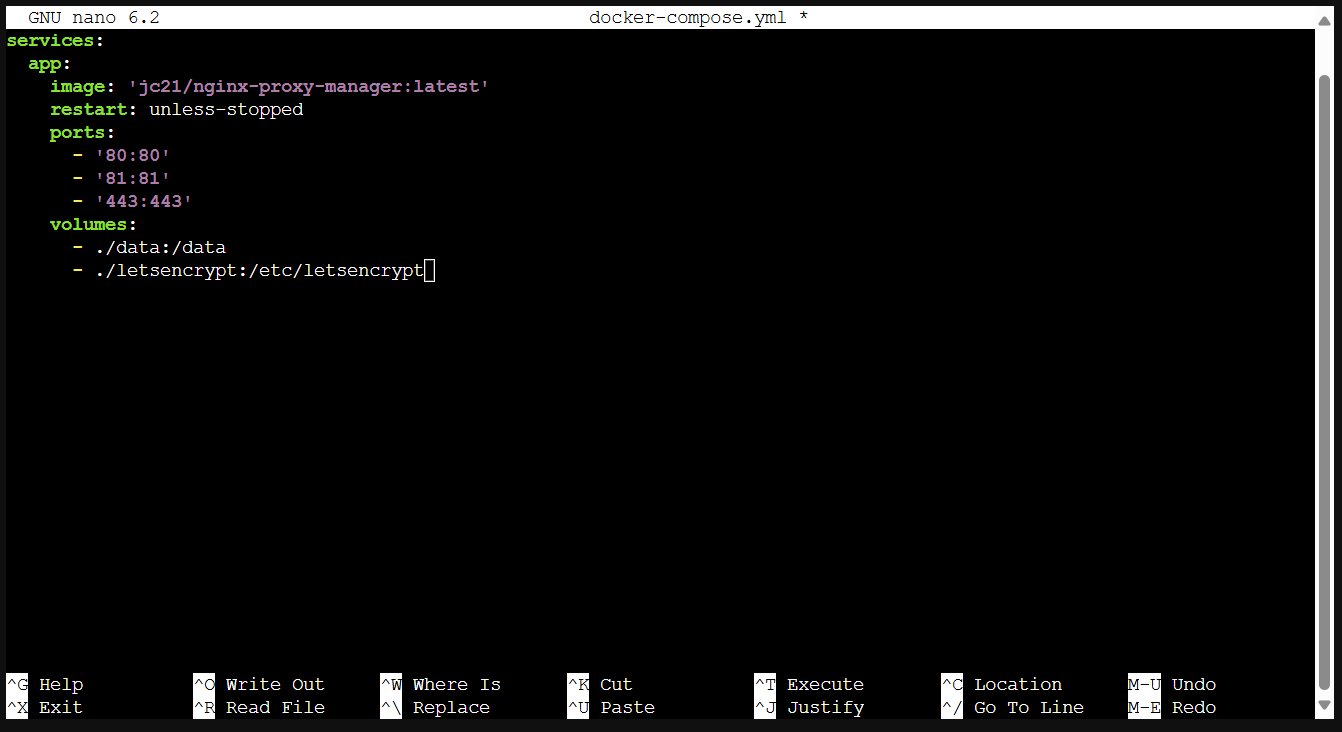 GNU nano 6.2 docker-compose.yml *
services:
  app:
    image: 'jc21/nginx-proxy-manager:latest'
    restart: unless-stopped
    ports:
      - '80:80'
      - '81:81'
      - '443:443'
    volumes:
      - ./data:/data
      - ./letsencrypt:/etc/letsencrypt
^G Help ^O Write Out ^W Where Is ^K Cut ^T Execute ^C Location M-U Undo
^X Exit ^R Read File ^\ Replace ^U Paste ^J Justify ^/ Go To Line M-E Redo